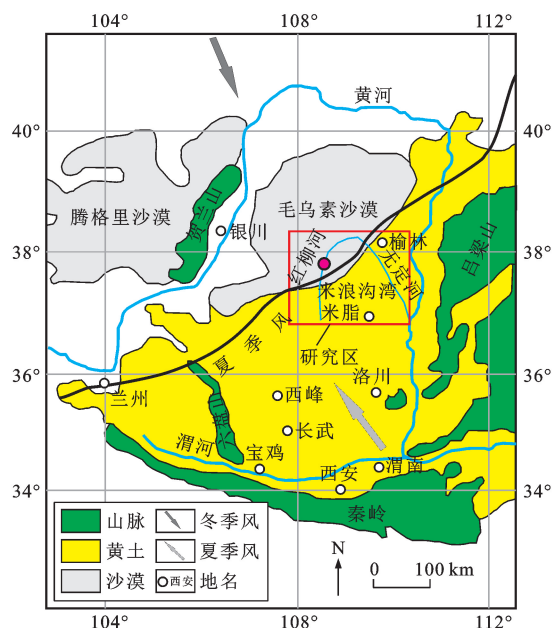 104° 108° 112°
黄河
40° 40°
贺兰山
毛乌素沙漠
腾格里沙漠
银川
榆林
吕梁山
38° 38°
红柳河
无定河
米浪沟湾
米脂
夏季风
研究区
36° 36°
兰州
洛川
西峰
六盘山
长武
渭河
宝鸡
渭南
西安
34° 34°
秦岭
山脉 冬季风
黄土 夏季风
沙漠 西安 地名
N
0 100 km
104° 108° 112°